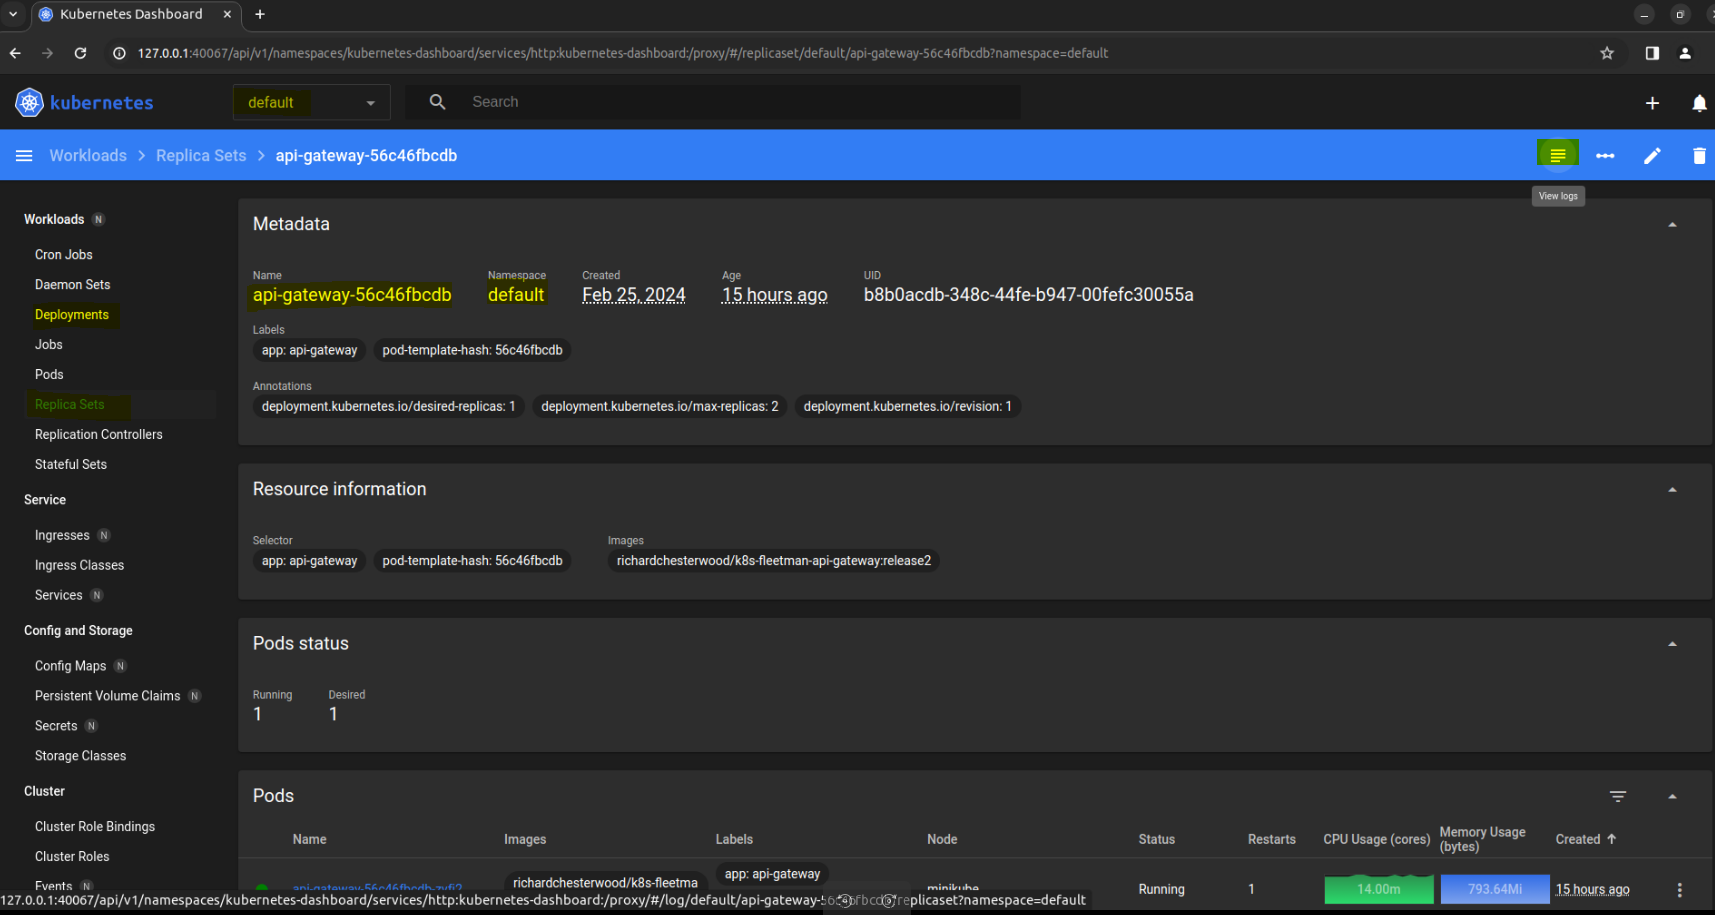 Kubernetes Dashboard
127.0.0.1:40067/api/v1/namespaces/kubernetes-dashboard/services/http:kubernetes-dashboard:/proxy/#/replicaset/default/api-gateway-56c46fbcdb?namespace=default
kubernetes
default
Search
Workloads > Replica Sets > api-gateway-56c46fbcdb
View logs
Workloads N
Cron Jobs
Daemon Sets
Deployments
Jobs
Pods
Replica Sets
Replication Controllers
Stateful Sets
Service
Ingresses N
Ingress Classes
Services N
Config and Storage
Config Maps N
Persistent Volume Claims N
Secrets N
Storage Classes
Cluster
Cluster Role Bindings
Cluster Roles
Events N
Metadata
Name Namespace Created Age UID
api-gateway-56c46fbcdb default Feb 25, 2024 15 hours ago b8b0acdb-348c-44fe-b947-00fefc30055a
Labels
app: api-gateway pod-template-hash: 56c46fbcdb
Annotations
deployment.kubernetes.io/desired-replicas: 1 deployment.kubernetes.io/max-replicas: 2 deployment.kubernetes.io/revision: 1
Resource information
Selector Images
app: api-gateway pod-template-hash: 56c46fbcdb richardchesterwood/k8s-fleetman-api-gateway:release2
Pods status
Running Desired
1 1
Pods
Name Images Labels Node Status Restarts CPU Usage (cores) Memory Usage (bytes) Created
app: api-gateway
richardchesterwood/k8s-fleetma
minikube Running 1 14.00m 793.64Mi 15 hours ago
127.0.0.1:40067/api/v1/namespaces/kubernetes-dashboard/services/http:kubernetes-dashboard:/proxy/#/log/default/api-gateway-56c46fbcdb/replicaset?namespace=default